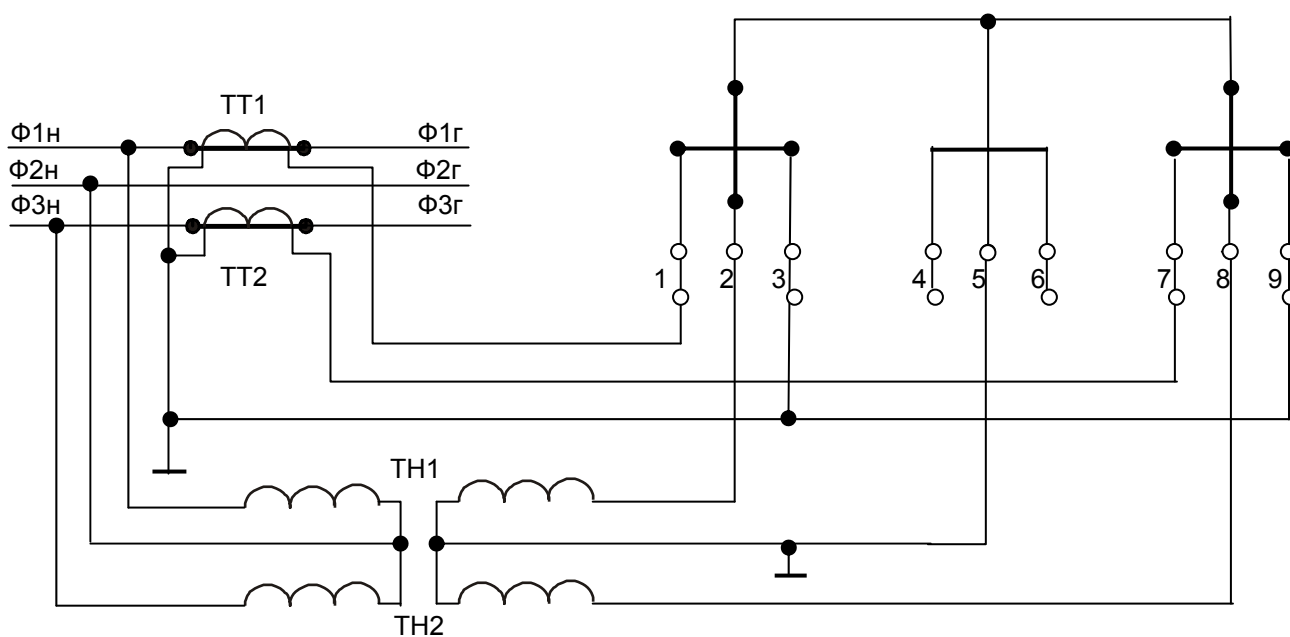 ТТ1
Ф1н Ф1г
Ф2н Ф2г
Ф3н Ф3г
ТТ2
1 2 3 4 5 6 7 8 9
ТН1
ТН2